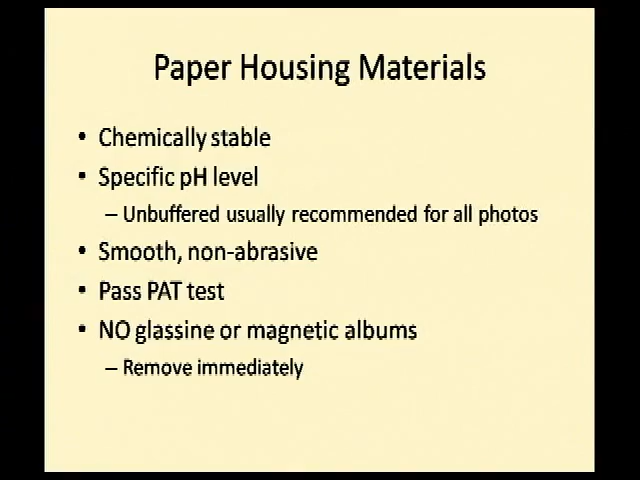 Paper Housing Materials
• Chemically stable
• Specific pH level
– Unbuffered usually recommended for all photos
• Smooth, non-abrasive
• Pass PAT test
• NO glassine or magnetic albums
– Remove immediately